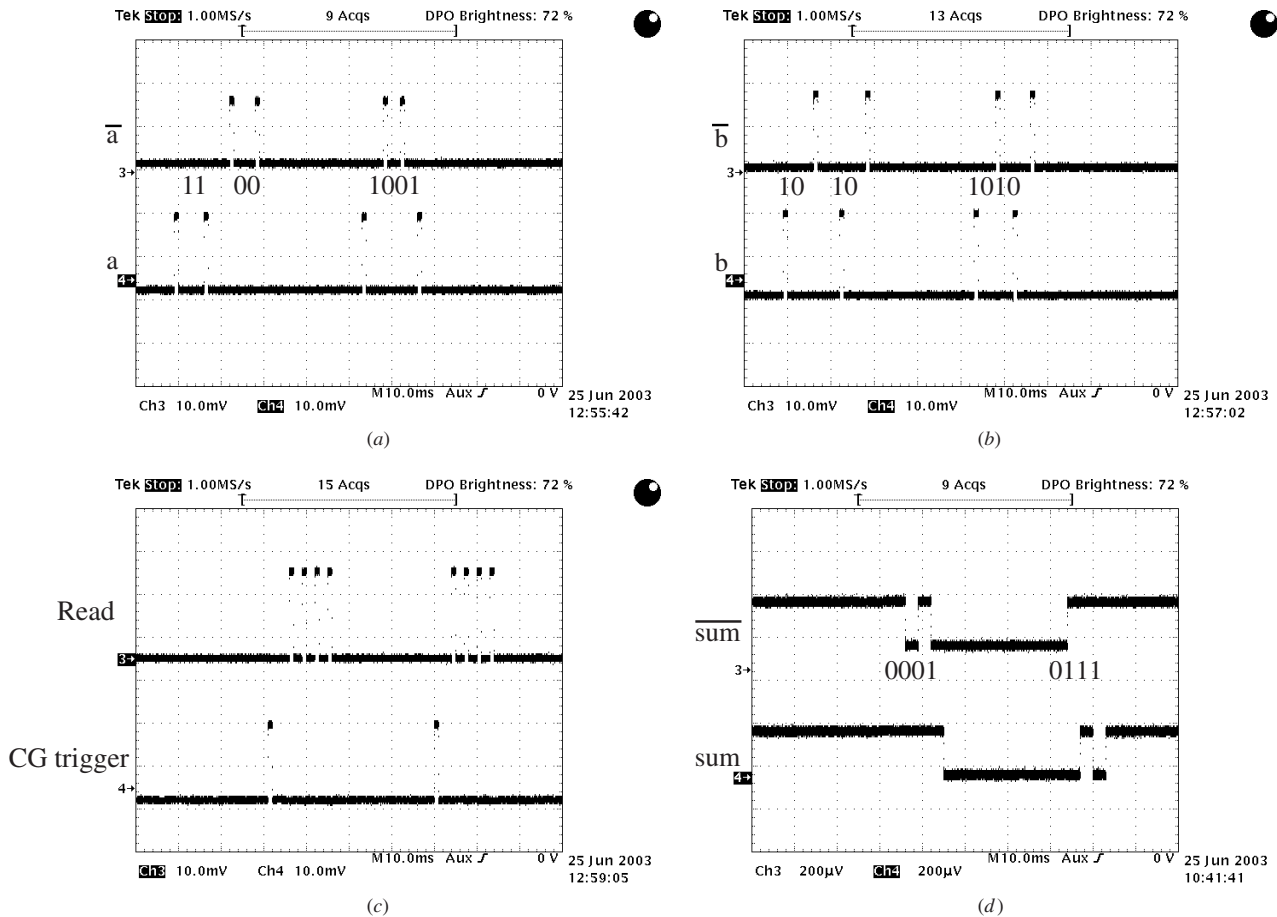 Tek Stop: 1.00MS/s 9 Acqs DPO Brightness: 72 %
a
3→
11 00 1001
a
4→
M10.0ms Aux ƒ 0 V
Ch3 10.0mV Ch4 10.0mV
25 Jun 2003
12:55:42
(a)
Tek Stop: 1.00MS/s 13 Acqs DPO Brightness: 72 %
b
3→
10 10 1010
b
4→
M10.0ms Aux ƒ 0 V
Ch3 10.0mV Ch4 10.0mV
25 Jun 2003
12:57:02
(b)
Tek Stop: 1.00MS/s 15 Acqs DPO Brightness: 72 %
Read
3→
CG trigger
4→
M10.0ms Aux ƒ 0 V
Ch3 10.0mV Ch4 10.0mV
25 Jun 2003
12:59:05
(c)
Tek Stop: 1.00MS/s 9 Acqs DPO Brightness: 72 %
sum
3→
0001 0111
sum
4→
M10.0ms Aux ƒ 0 V
Ch3 200µV Ch4 200µV
25 Jun 2003
10:41:41
(d)